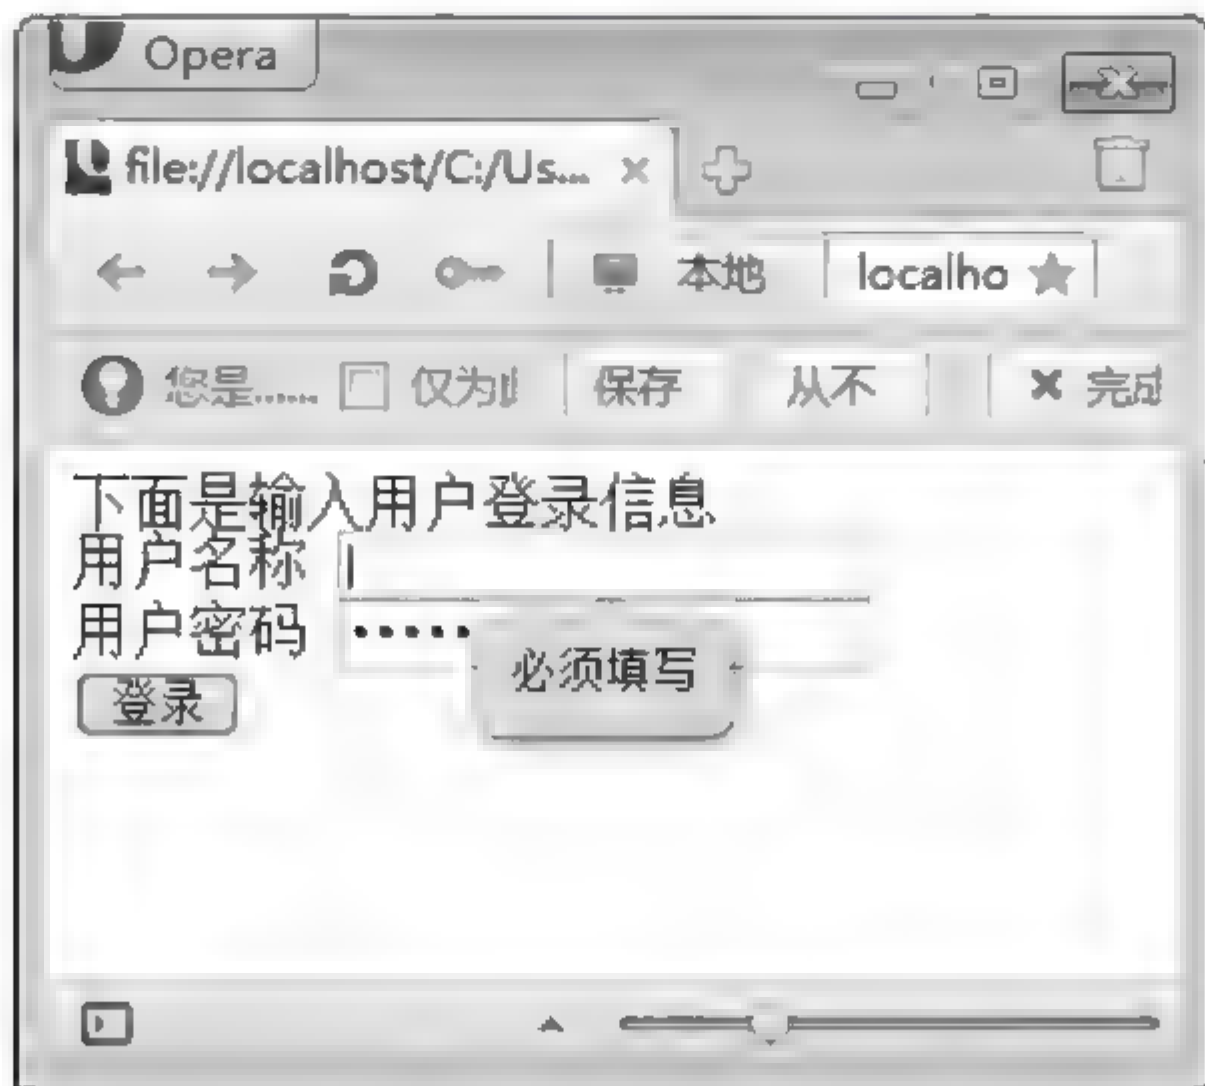 Opera
file://localhost/C:/Us...
本地 localho
您是...... 仅为 保存 从不 完成
下面是输入用户登录信息
用户名称
用户密码 •••••
必须填写
登录